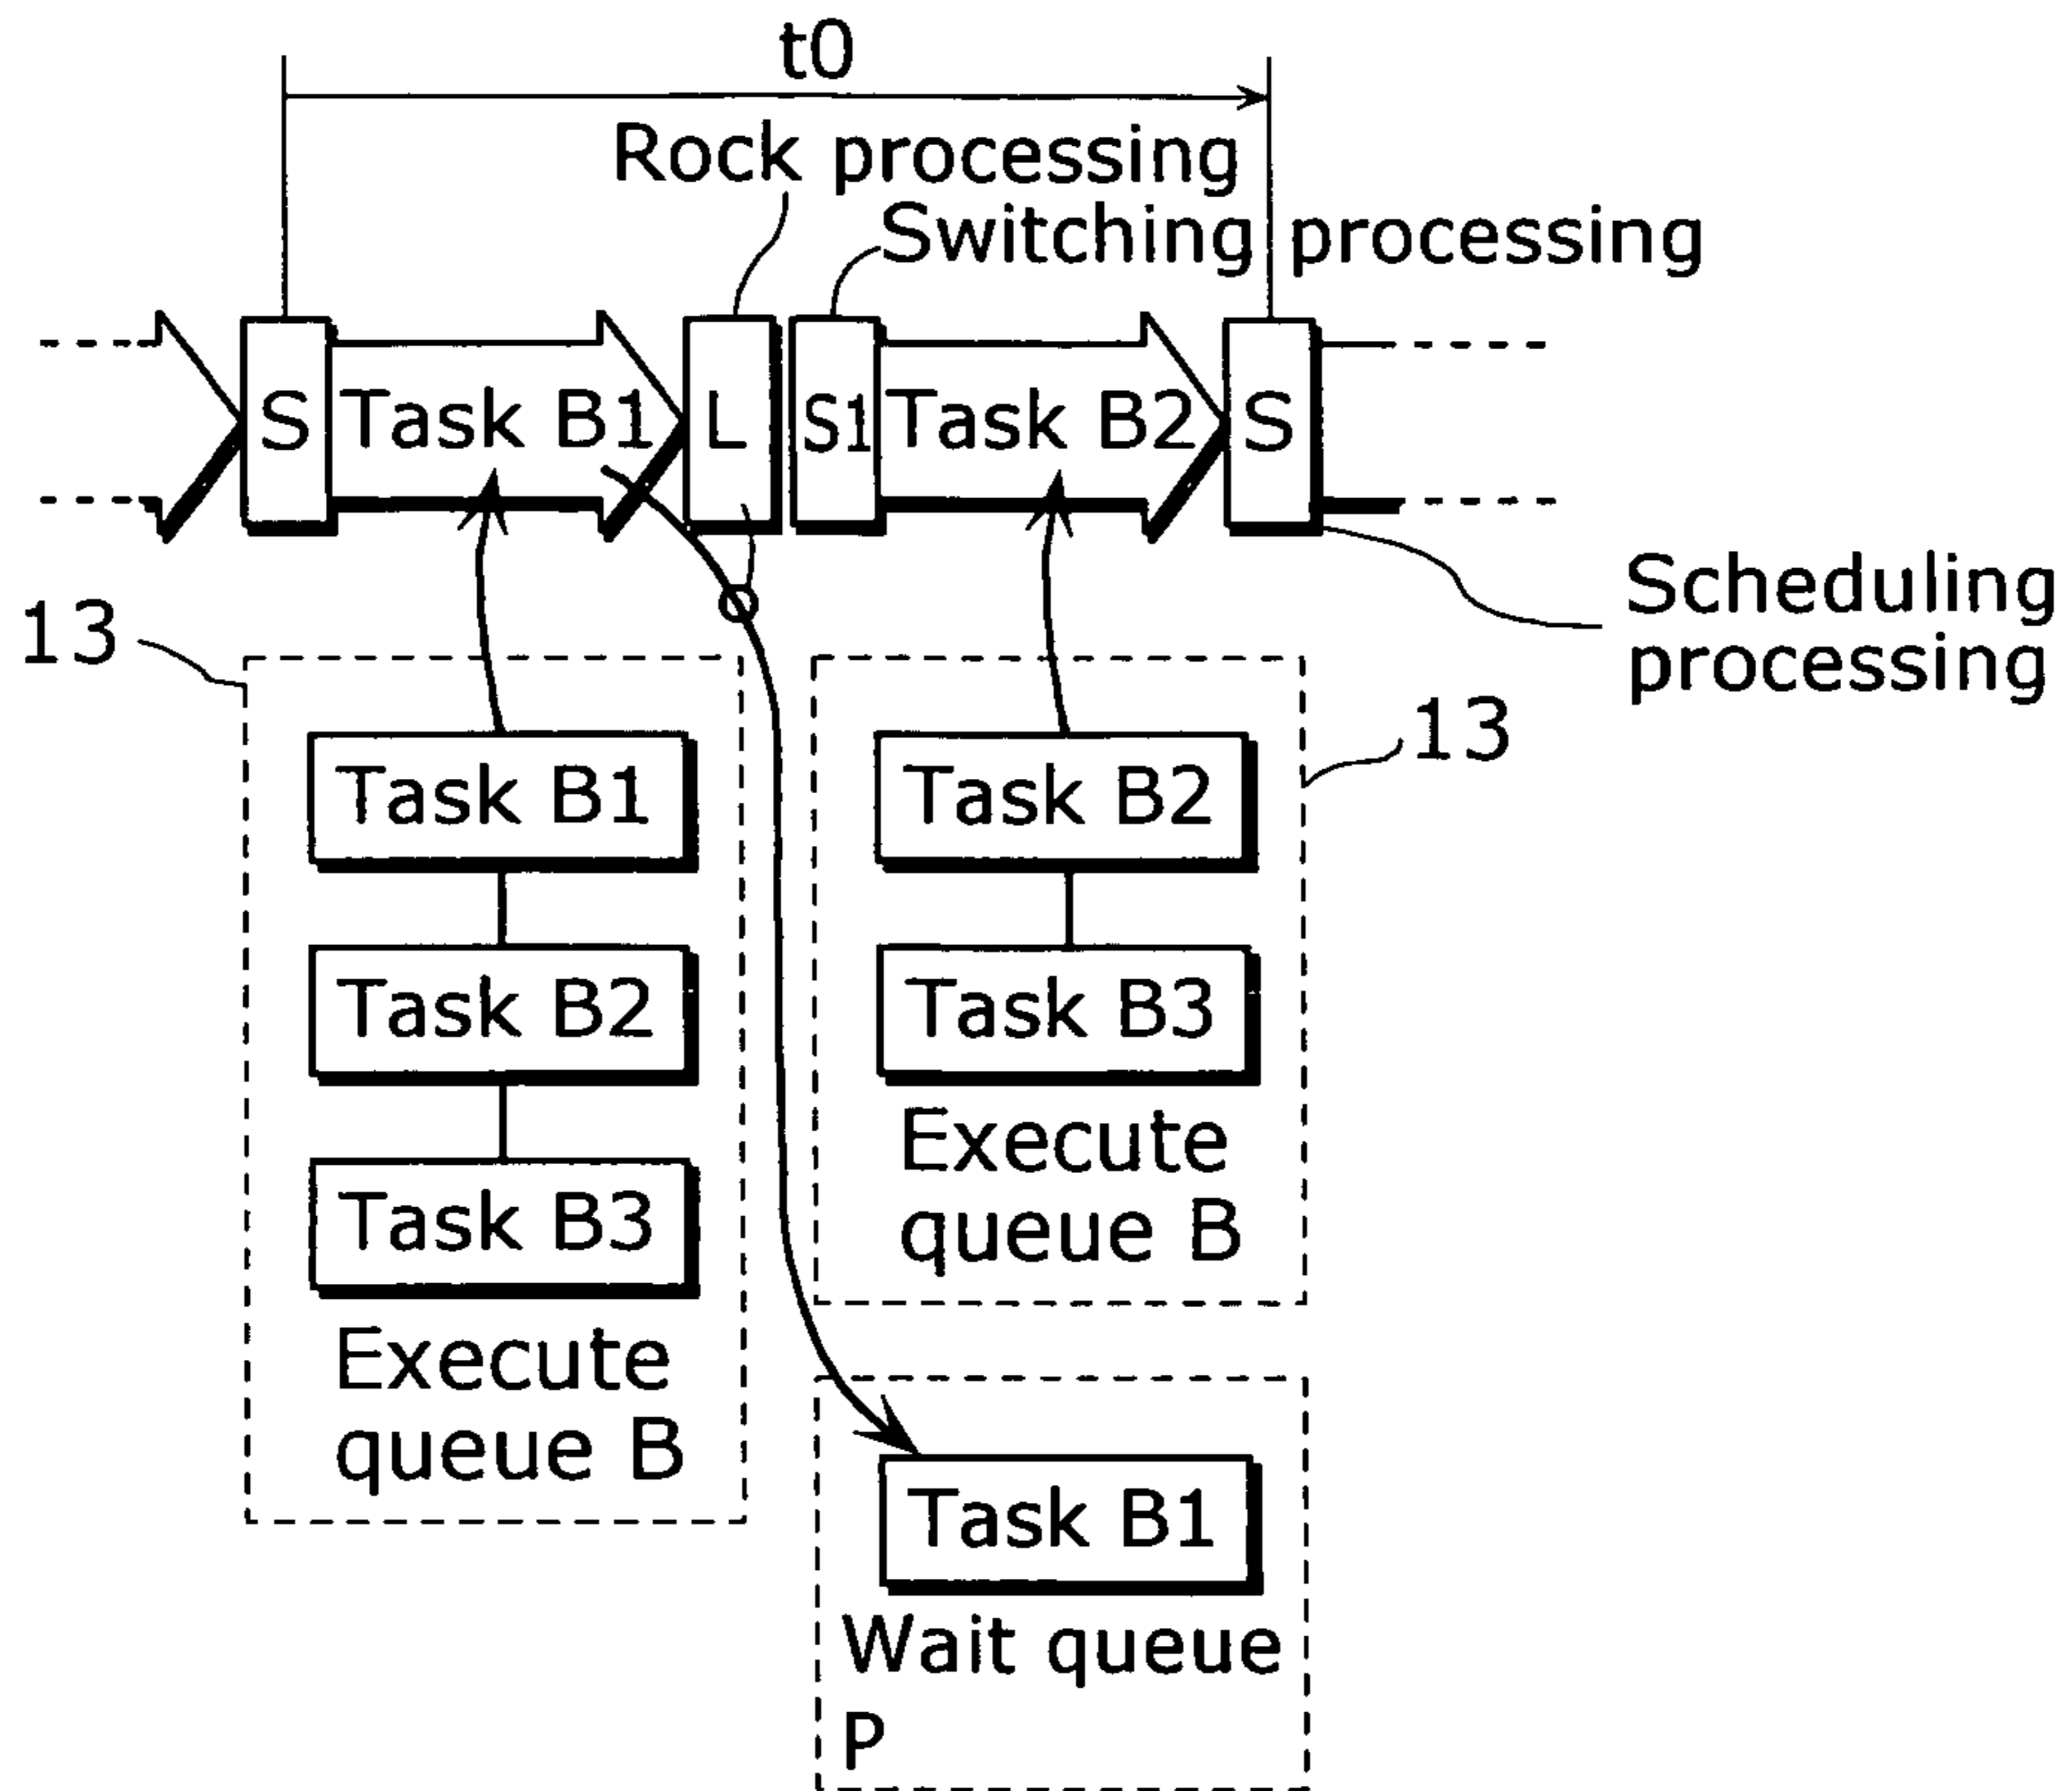 t0
Rock processing
Switching processing
S
Task B1
L
S1
Task B2
S
Scheduling
processing
13
13
Task B1
Task B2
Task B3
Execute
queue B
Task B2
Task B3
Execute
queue B
Task B1
Wait queue
P